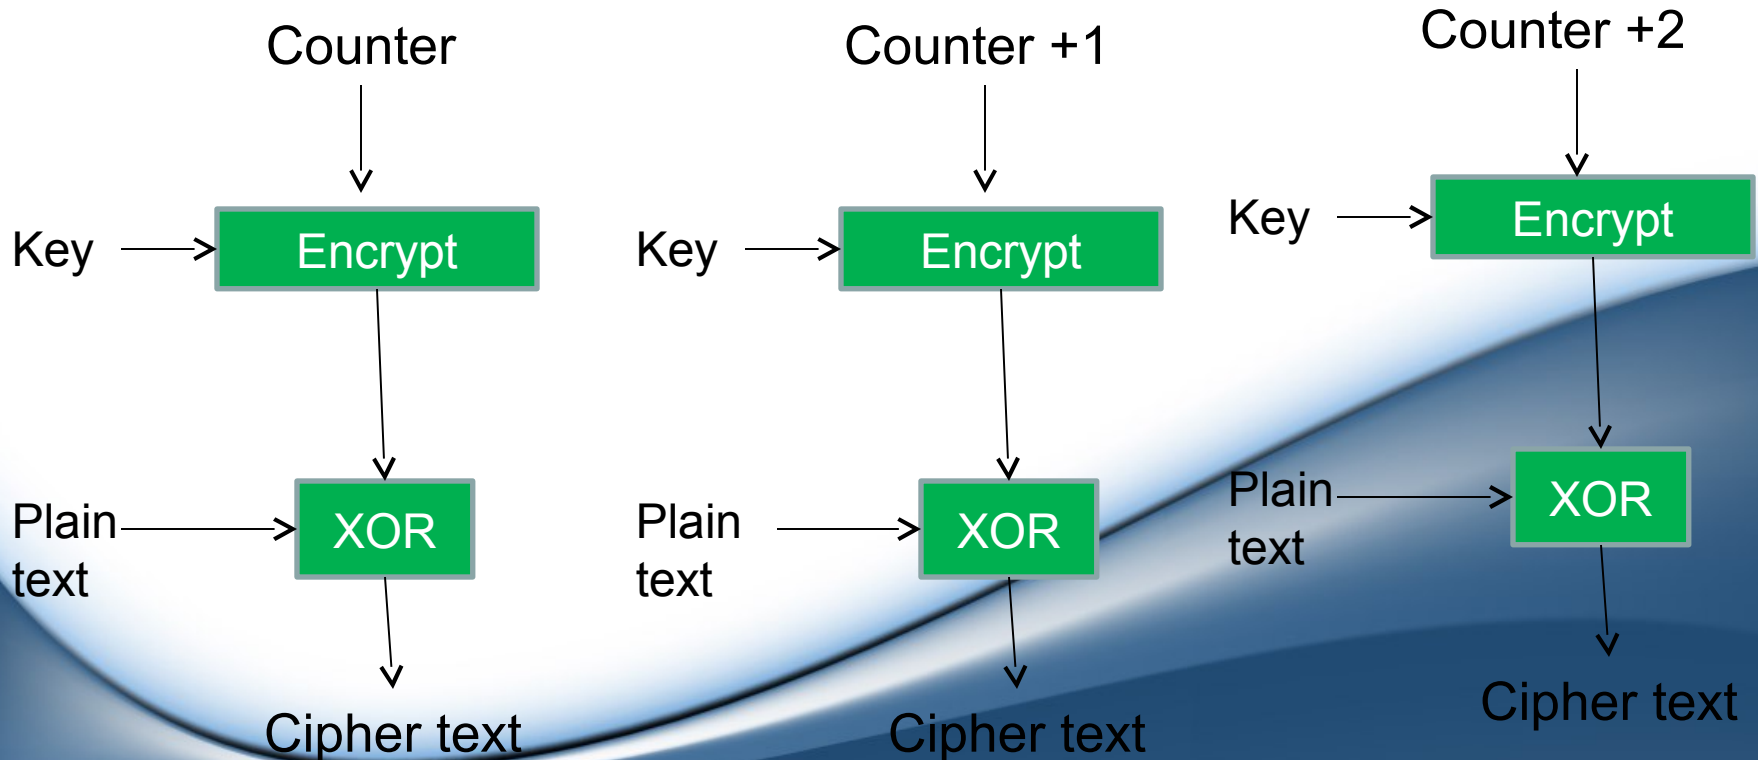 Counter
Counter +1
Counter +2
Key
Encrypt
Key
Encrypt
Key
Encrypt
Plain
text
XOR
Plain
text
XOR
Plain
text
XOR
Cipher text
Cipher text
Cipher text